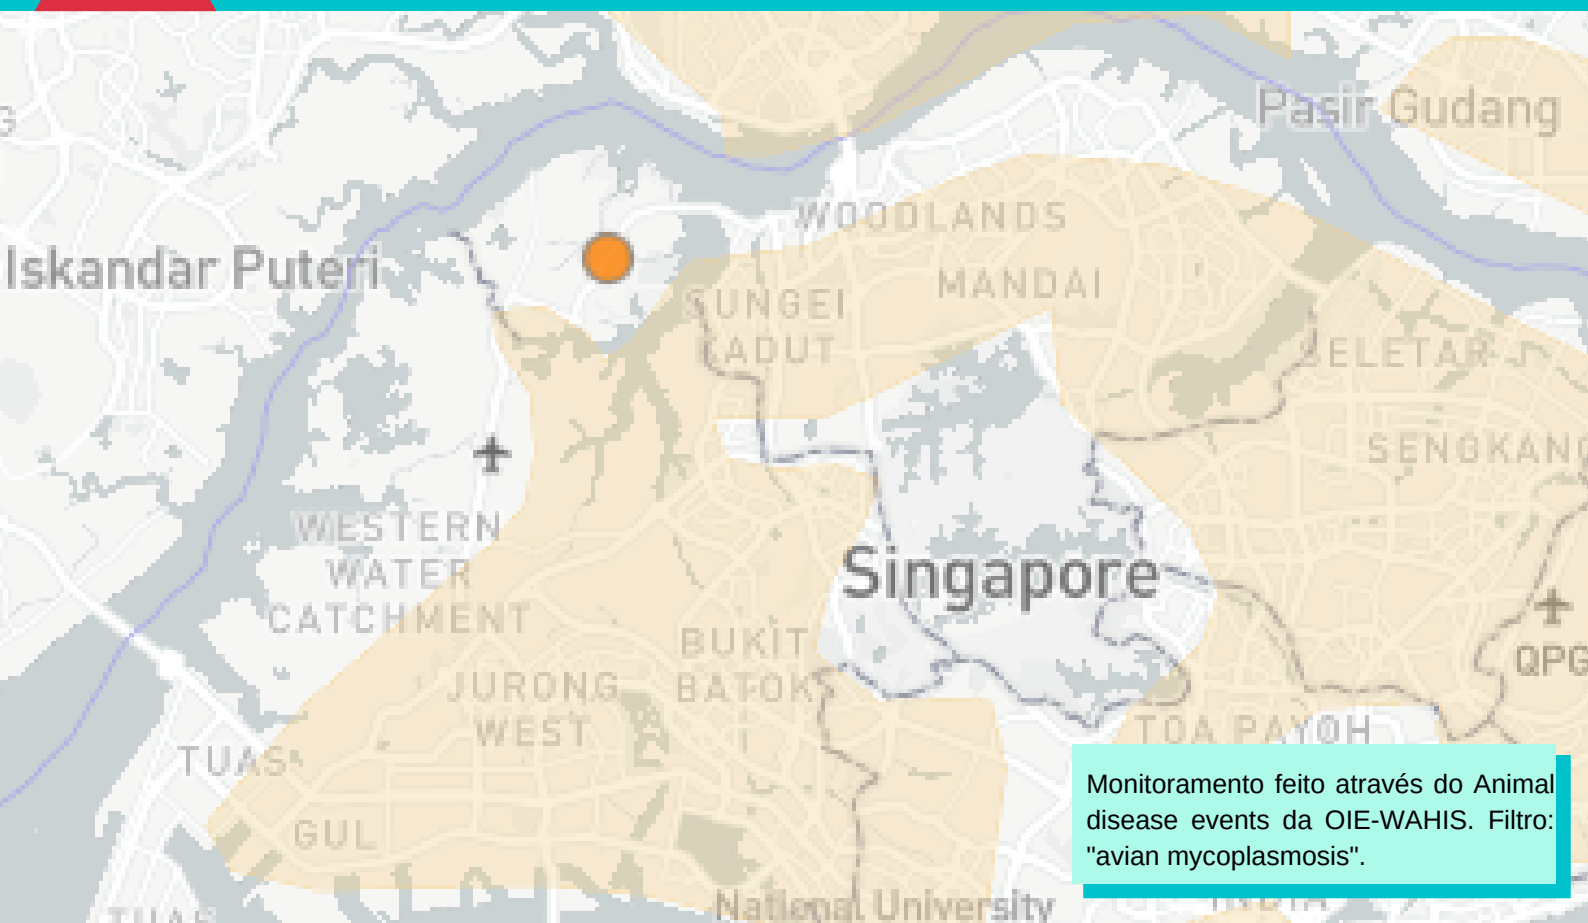 Pasir Gudang
G
WOODLANDS
Iskandar Puteri
MANDAI
SUNGEI
KADUT
SELETAR
SENGKANG
WESTERN
WATER
CATCHMENT
Singapore
BUKIT
BATOK
QPG
JURONG
WEST
TOA PAYOH
TUAS
Monitoramento feito através do Animal
disease events da OIE-WAHIS. Filtro:
"avian mycoplasmosis".
GUL
National University
TUAS